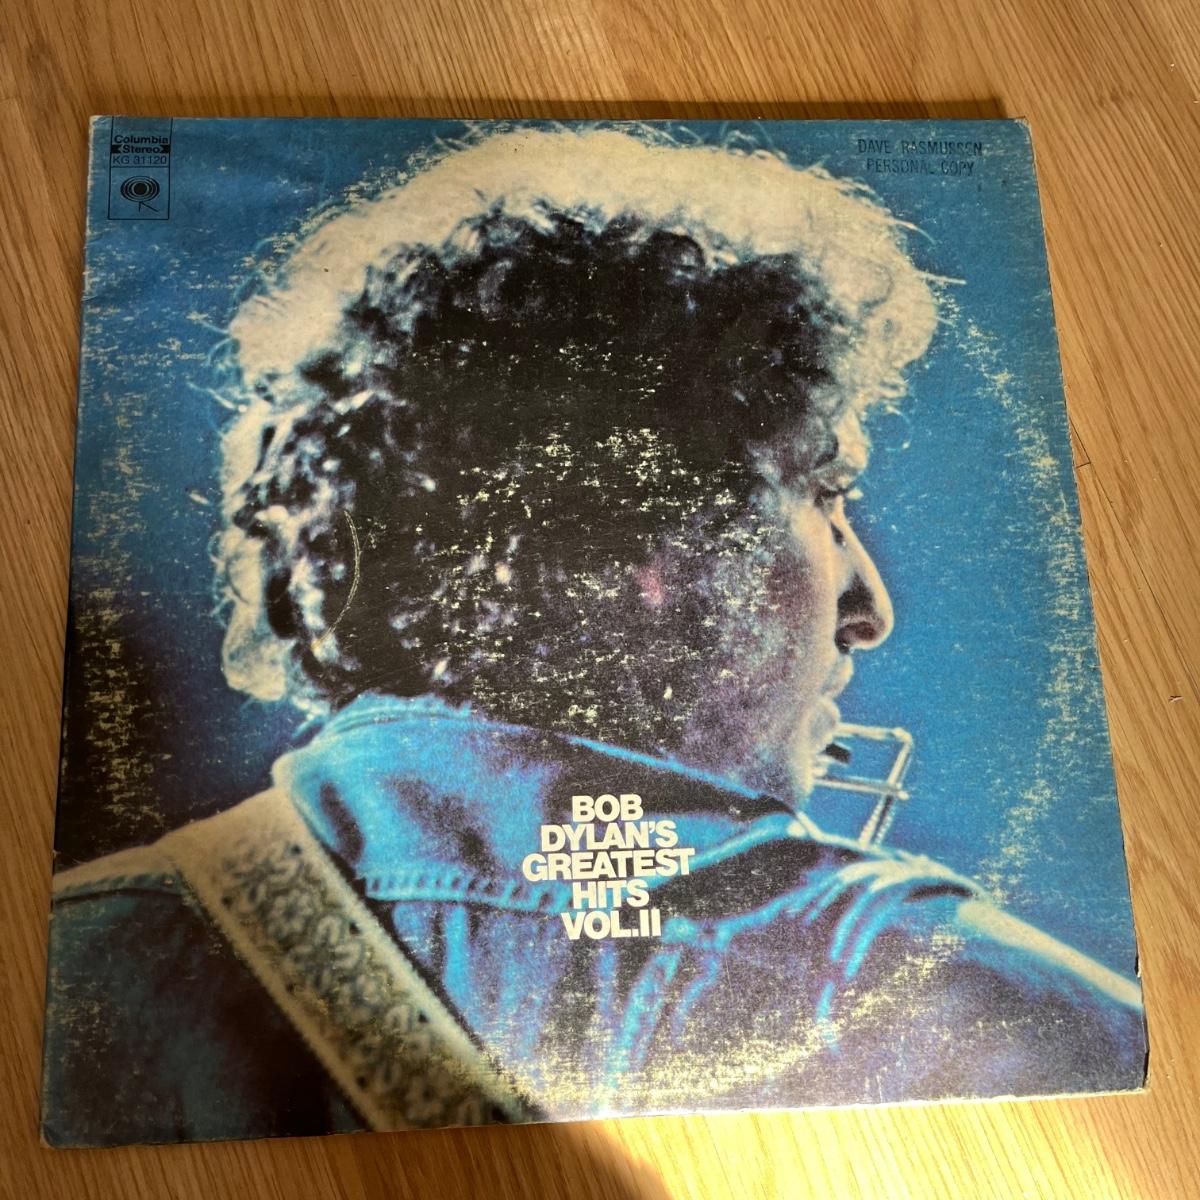 Columbia
Stereo
KG 31120
DAVE RASMUSSEN
PERSONAL COPY
BOB
DYLAN'S
GREATEST
HITS
VOL.II